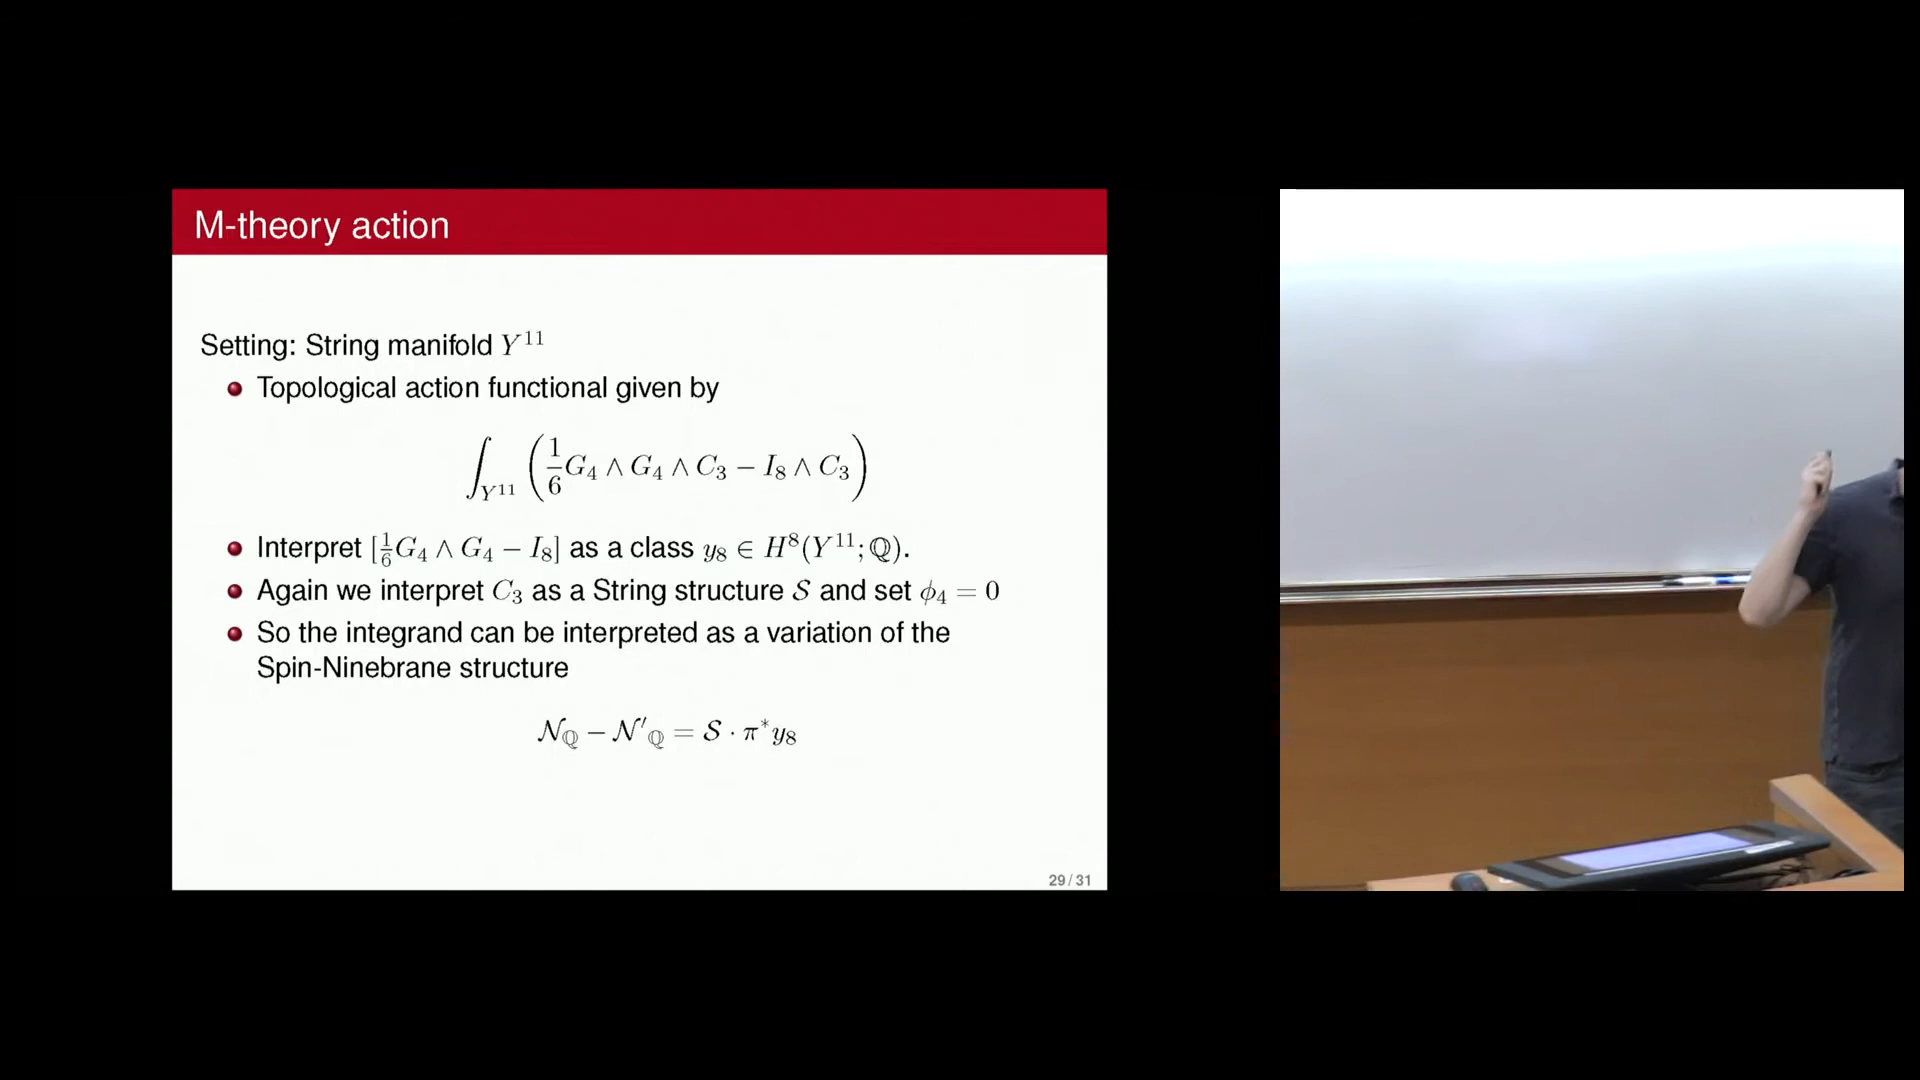 M-theory action
Setting: String manifold $Y^{11}$
Topological action functional given by
$\int_{Y^{11}} \left( \frac{1}{6} G_4 \wedge G_4 \wedge C_3 - I_8 \wedge C_3 \right)$
Interpret $[\frac{1}{6} G_4 \wedge G_4 - I_8]$ as a class $y_8 \in H^8(Y^{11}; \mathbb{Q})$.
Again we interpret $C_3$ as a String structure $\mathcal{S}$ and set $\phi_4 = 0$
So the integrand can be interpreted as a variation of the
Spin-Ninebrane structure
$\mathcal{N}_{\mathbb{Q}} - \mathcal{N}'_{\mathbb{Q}} = \mathcal{S} \cdot \pi^* y_8$
29 / 31